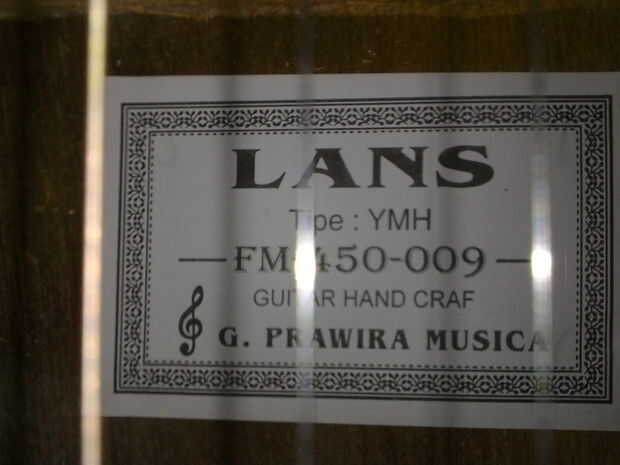 LANS
Tipe : YMH
FM-450-009
GUITAR HAND CRAF
G. PRAWIRA MUSICA